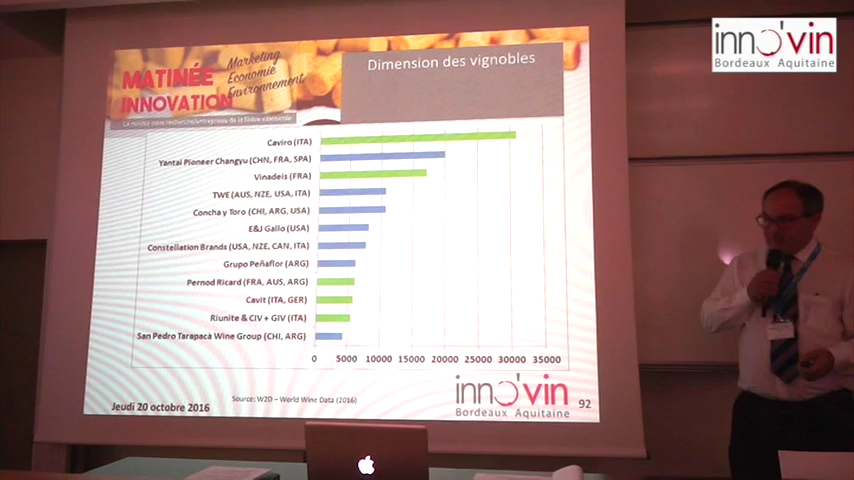 inno'vin
Bordeaux Aquitaine
MATINÉE
INNOVATION
Marketing
Économie
Environnement
Dimension des vignobles
Caviro (ITA)
Yantai Pioneer Changyu (CHN, FRA, SPA)
Vinadeis (FRA)
TWE (AUS, NZE, USA, ITA)
Concha y Toro (CHI, ARG, USA)
E&J Gallo (USA)
Constellation Brands (USA, NZE, CAN, ITA)
Grupo Peñaflor (ARG)
Pernod Ricard (FRA, AUS, ARG)
Cavit (ITA, GER)
Riunite & CIV + GIV (ITA)
San Pedro Tarapacà Wine Group (CHI, ARG)
0 5000 10000 15000 20000 25000 30000 35000
Jeudi 20 octobre 2016
Source: W2D – World Wine Data (2016)
inno'vin
Bordeaux Aquitaine
92